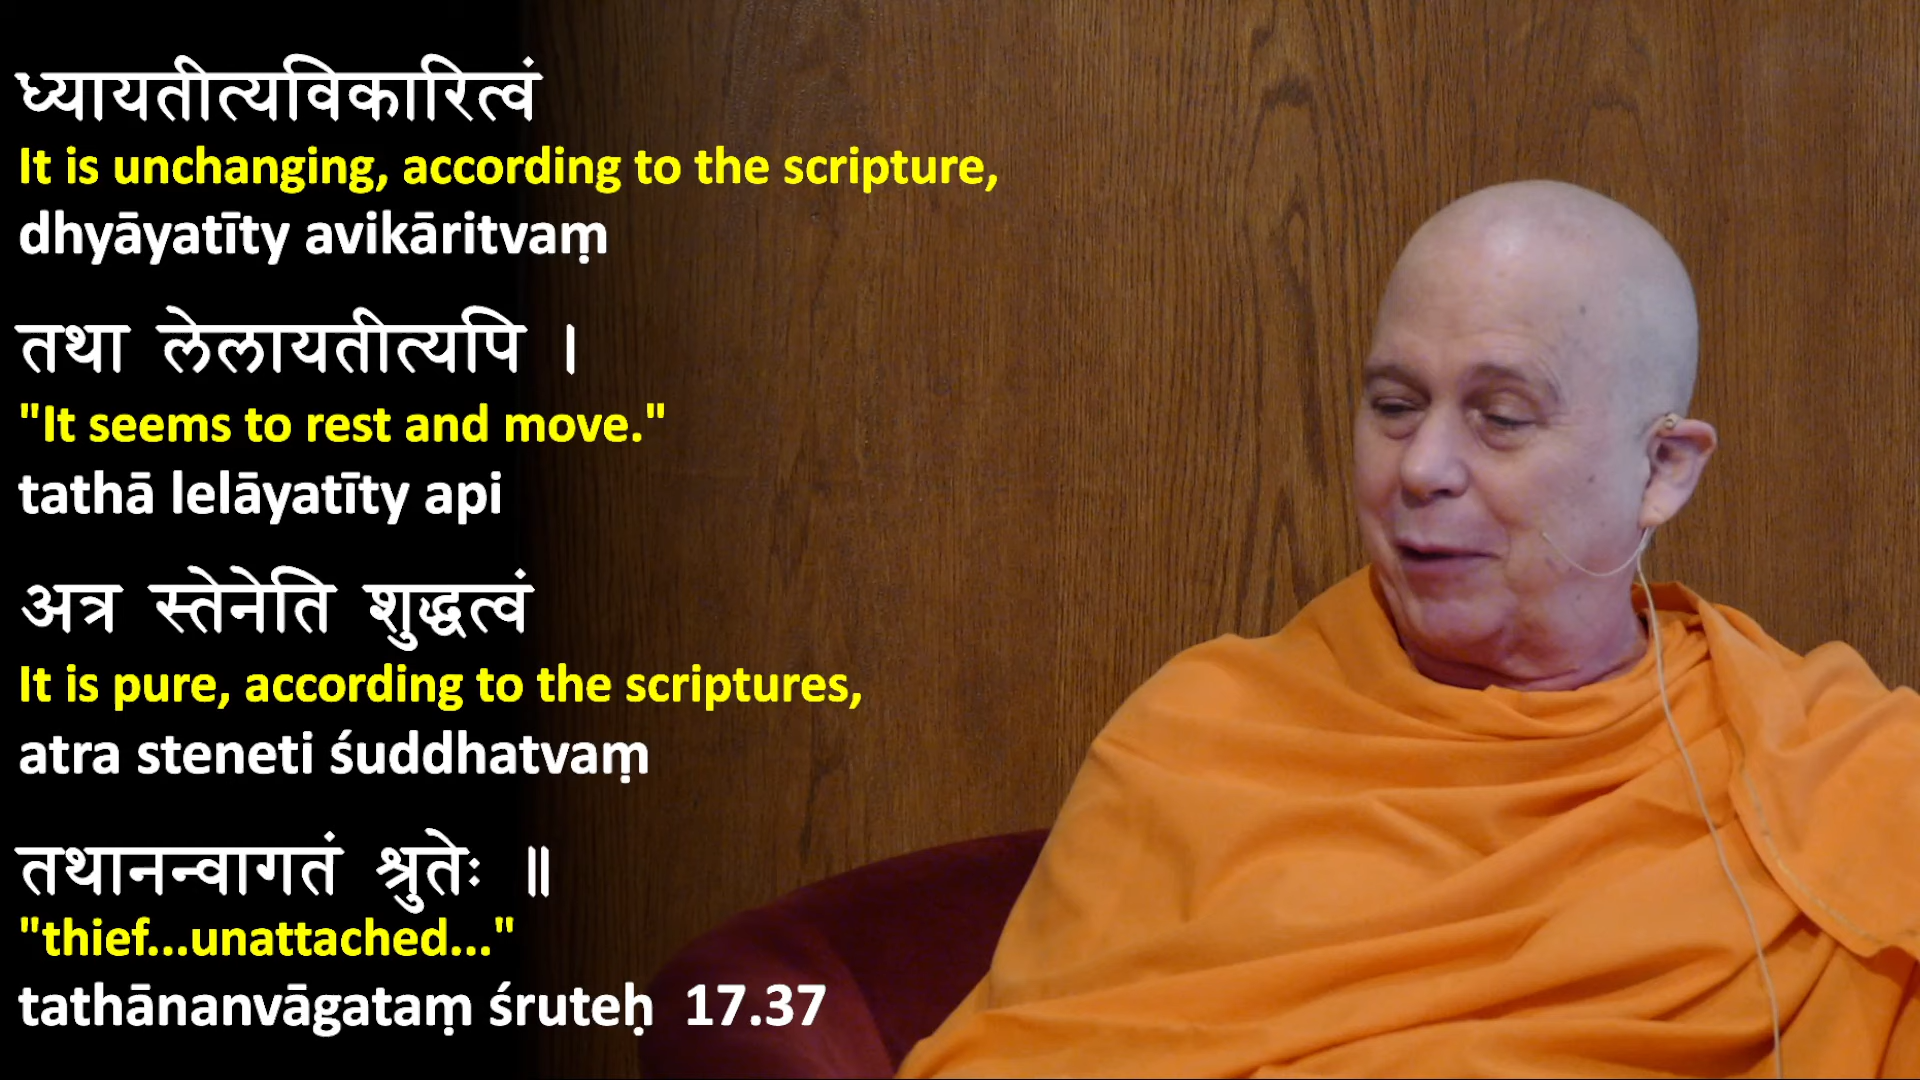 ध्यायतीत्यविकारित्वं
It is unchanging, according to the scripture,
dhyāyatīty avikāritvaṃ
तथा लेलायतीत्यपि ।
"It seems to rest and move."
tathā lelāyatīty api
अत्र स्तेनेति शुद्धत्वं
It is pure, according to the scriptures,
atra steneti śuddhatvaṃ
तथानन्वागतं श्रुतेः ॥
"thief...unattached..."
tathānanvāgataṃ śruteḥ 17.37